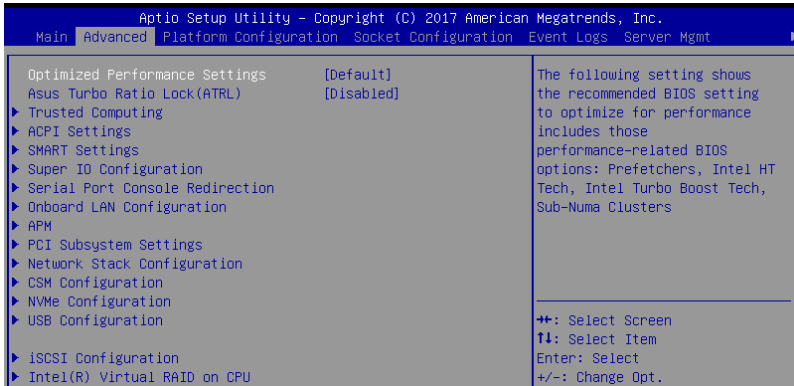 Aptio Setup Utility – Copyright (C) 2017 American Megatrends, Inc.
Main Advanced Platform Configuration Socket Configuration Event Logs Server Mgmt
Optimized Performance Settings [Default]
Asus Turbo Ratio Lock(ATRL) [Disabled]
Trusted Computing
ACPI Settings
SMART Settings
Super IO Configuration
Serial Port Console Redirection
Onboard LAN Configuration
APM
PCI Subsystem Settings
Network Stack Configuration
CSM Configuration
NVMe Configuration
USB Configuration
iSCSI Configuration
Intel(R) Virtual RAID on CPU
The following setting shows
the recommended BIOS setting
to optimize for performance
includes those
performance-related BIOS
options: Prefetchers, Intel HT
Tech, Intel Turbo Boost Tech,
Sub-Numa Clusters
→←: Select Screen
↑↓: Select Item
Enter: Select
+/-: Change Opt.